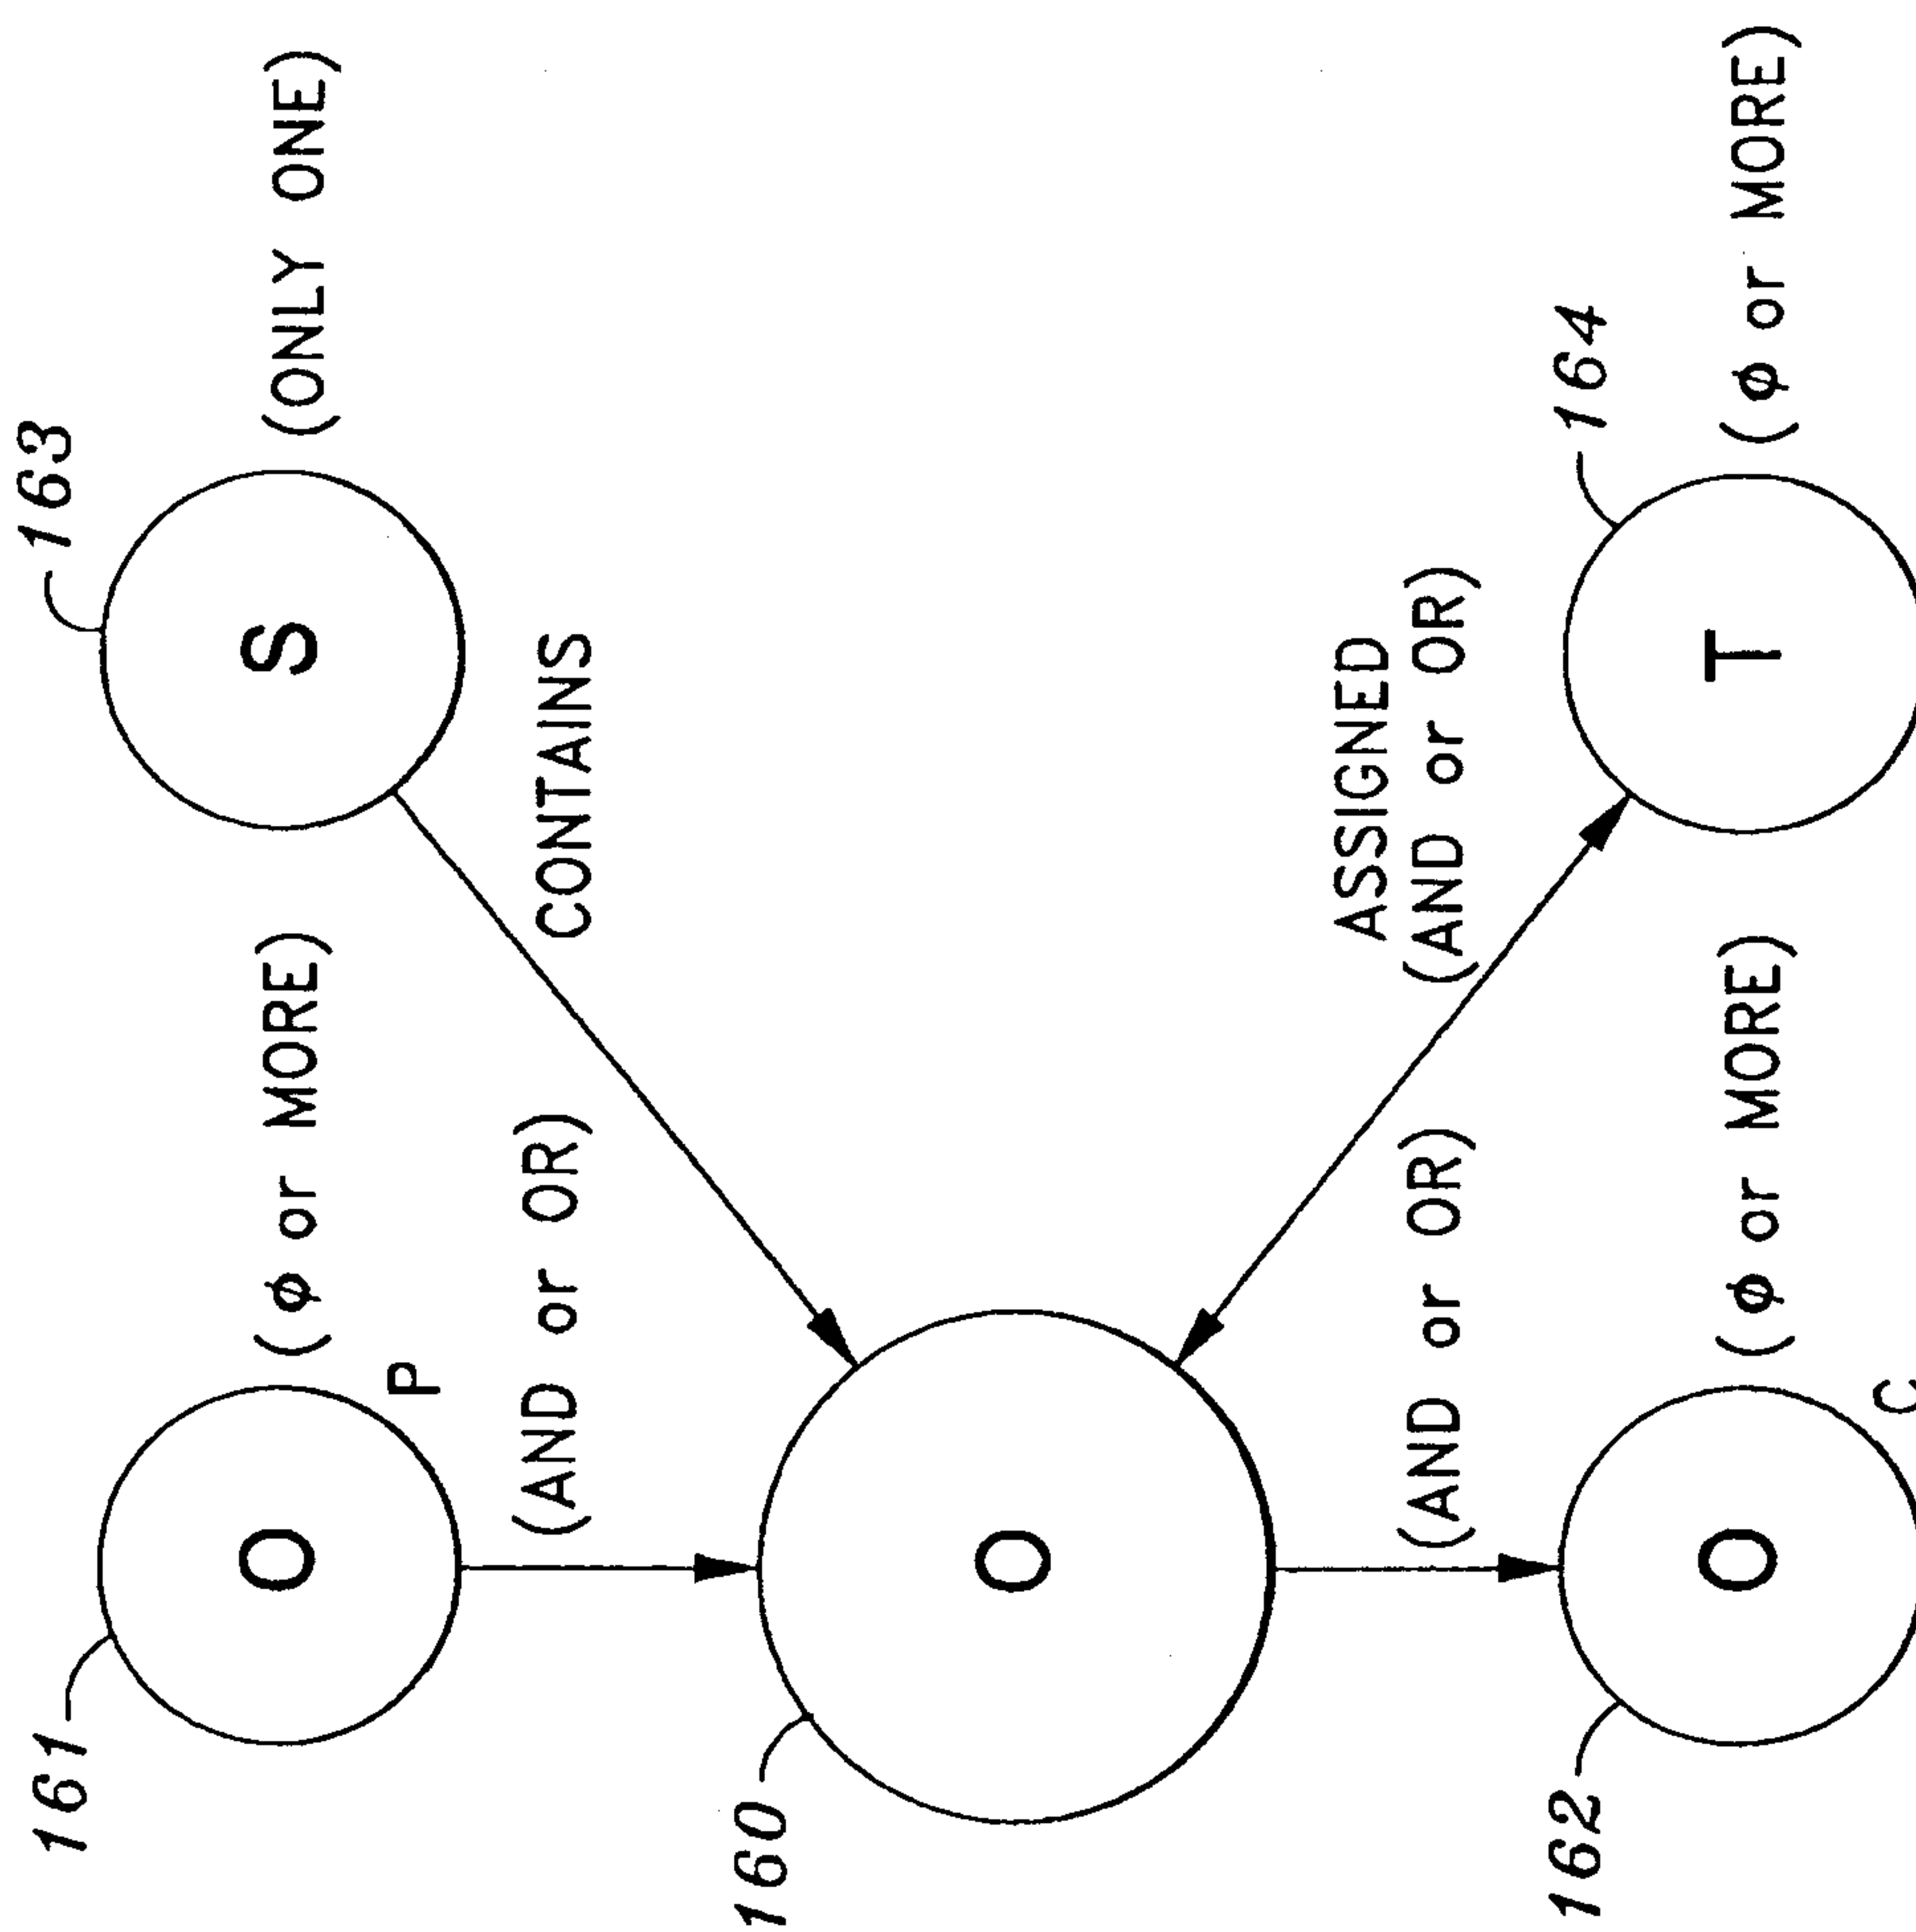 161
163
O
(φ or MORE)
S
(ONLY ONE)
P
(AND or OR)
CONTAINS
160
O
ASSIGNED
(AND or OR)
(AND or OR)
162
164
O
(φ or MORE)
T
(φ or MORE)
C